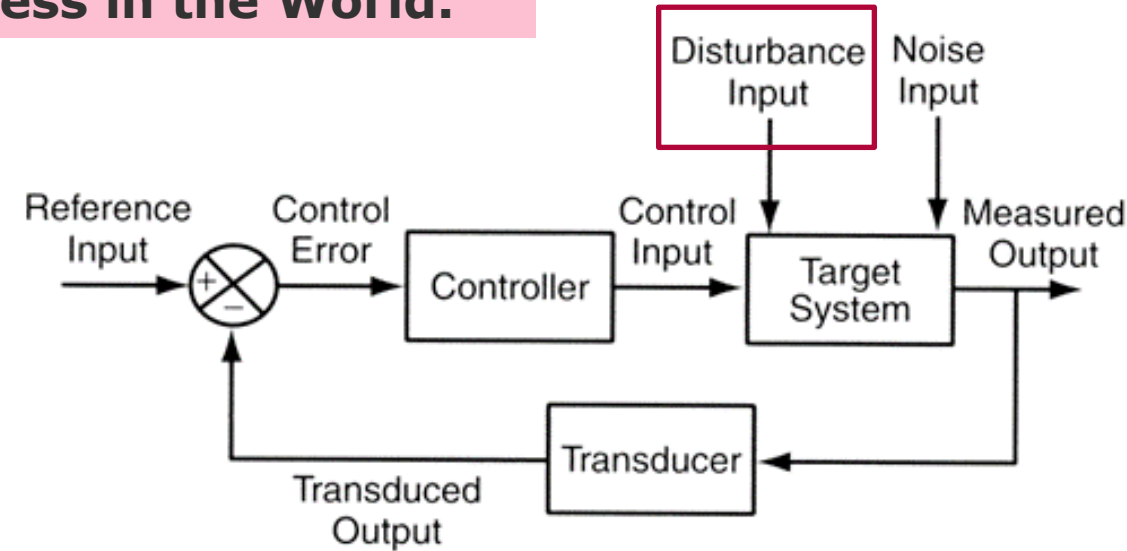 ess in the World.
Disturbance
Input
Noise
Input
Reference
Input
Control
Error
Controller
Control
Input
Target
System
Measured
Output
+
−
Transducer
Transduced
Output